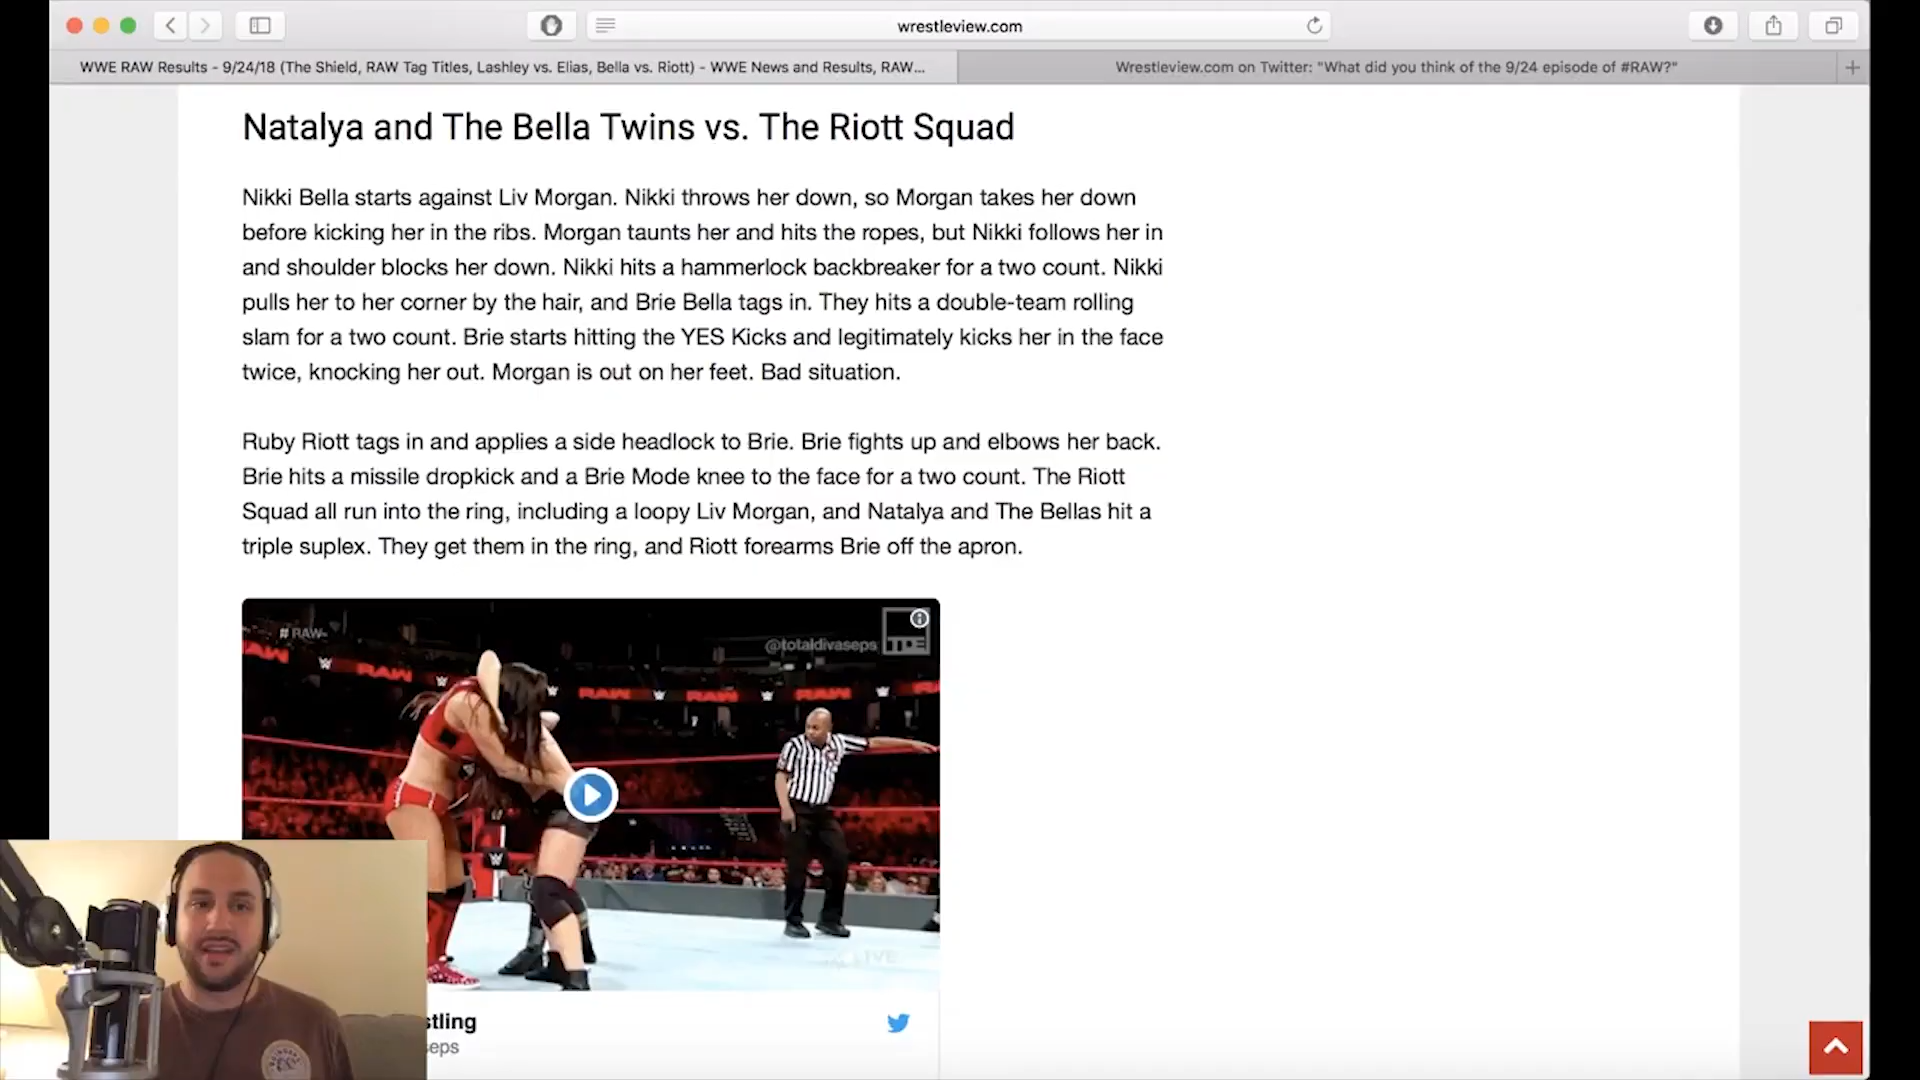 wrestleview.com
WWE RAW Results - 9/24/18 (The Shield, RAW Tag Titles, Lashley vs. Elias, Bella vs. Riott) - WWE News and Results, RAW...
Wrestleview.com on Twitter: "What did you think of the 9/24 episode of #RAW?"
Natalya and The Bella Twins vs. The Riott Squad
Nikki Bella starts against Liv Morgan. Nikki throws her down, so Morgan takes her down
before kicking her in the ribs. Morgan taunts her and hits the ropes, but Nikki follows her in
and shoulder blocks her down. Nikki hits a hammerlock backbreaker for a two count. Nikki
pulls her to her corner by the hair, and Brie Bella tags in. They hits a double-team rolling
slam for a two count. Brie starts hitting the YES Kicks and legitimately kicks her in the face
twice, knocking her out. Morgan is out on her feet. Bad situation.
Ruby Riott tags in and applies a side headlock to Brie. Brie fights up and elbows her back.
Brie hits a missile dropkick and a Brie Mode knee to the face for a two count. The Riott
Squad all run into the ring, including a loopy Liv Morgan, and Natalya and The Bellas hit a
triple suplex. They get them in the ring, and Riott forearms Brie off the apron.
#RAW
@totaldivaseps
TDE
RAW RAW RAW RAW RAW
LIVE
stling
eps